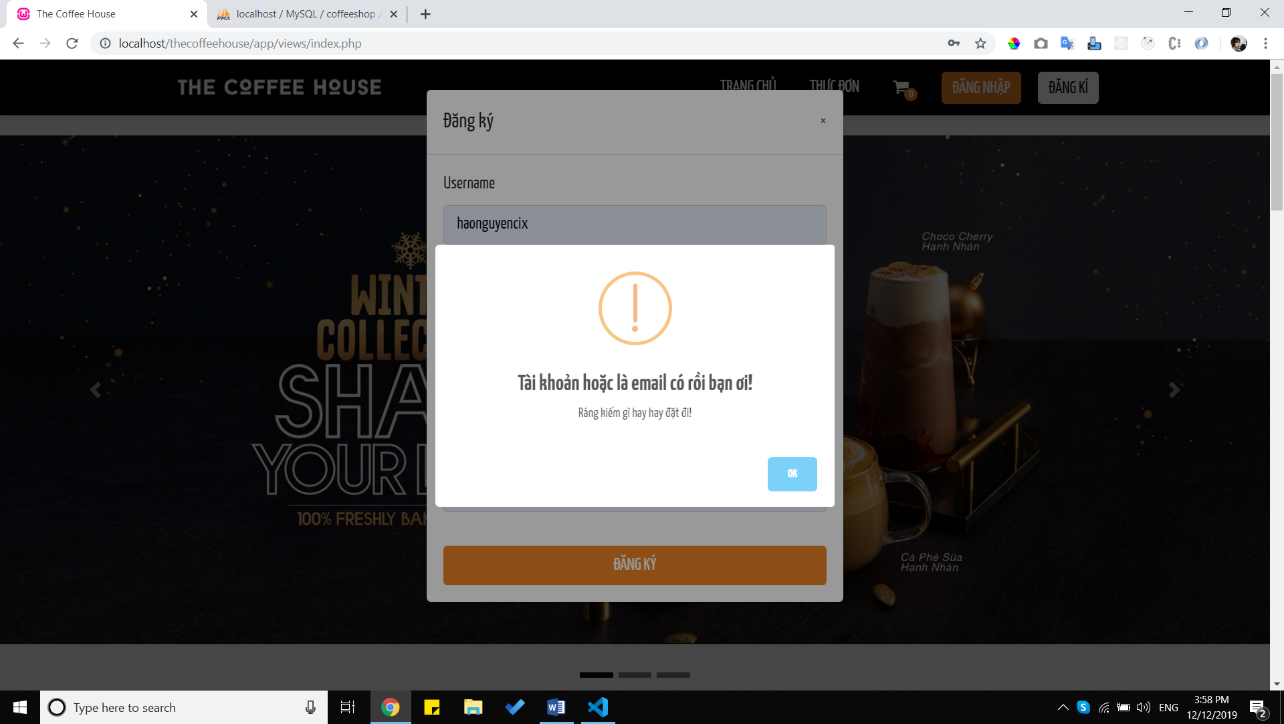 The Coffee House
localhost / MySQL / coffeeshop /
localhost/thecoffeehouse/app/views/index.php
THE COFFEE HOUSE
TRANG CHỦ
THỰC ĐƠN
0
ĐĂNG NHẬP
ĐĂNG KÍ
Đăng ký
×
Username
haonguyencix
Tài khoản hoặc là email có rồi bạn ơi!
Ráng kiếm gì hay hay đặt đi!
OK
ĐĂNG KÝ
WINT
COLLEC
SHA
YOUR
100% FRESHLY BAK
Choco Cherry
Hạnh Nhân
Cà Phê Sữa
Hạnh Nhân
Type here to search
ENG
3:58 PM
12/12/2019
2